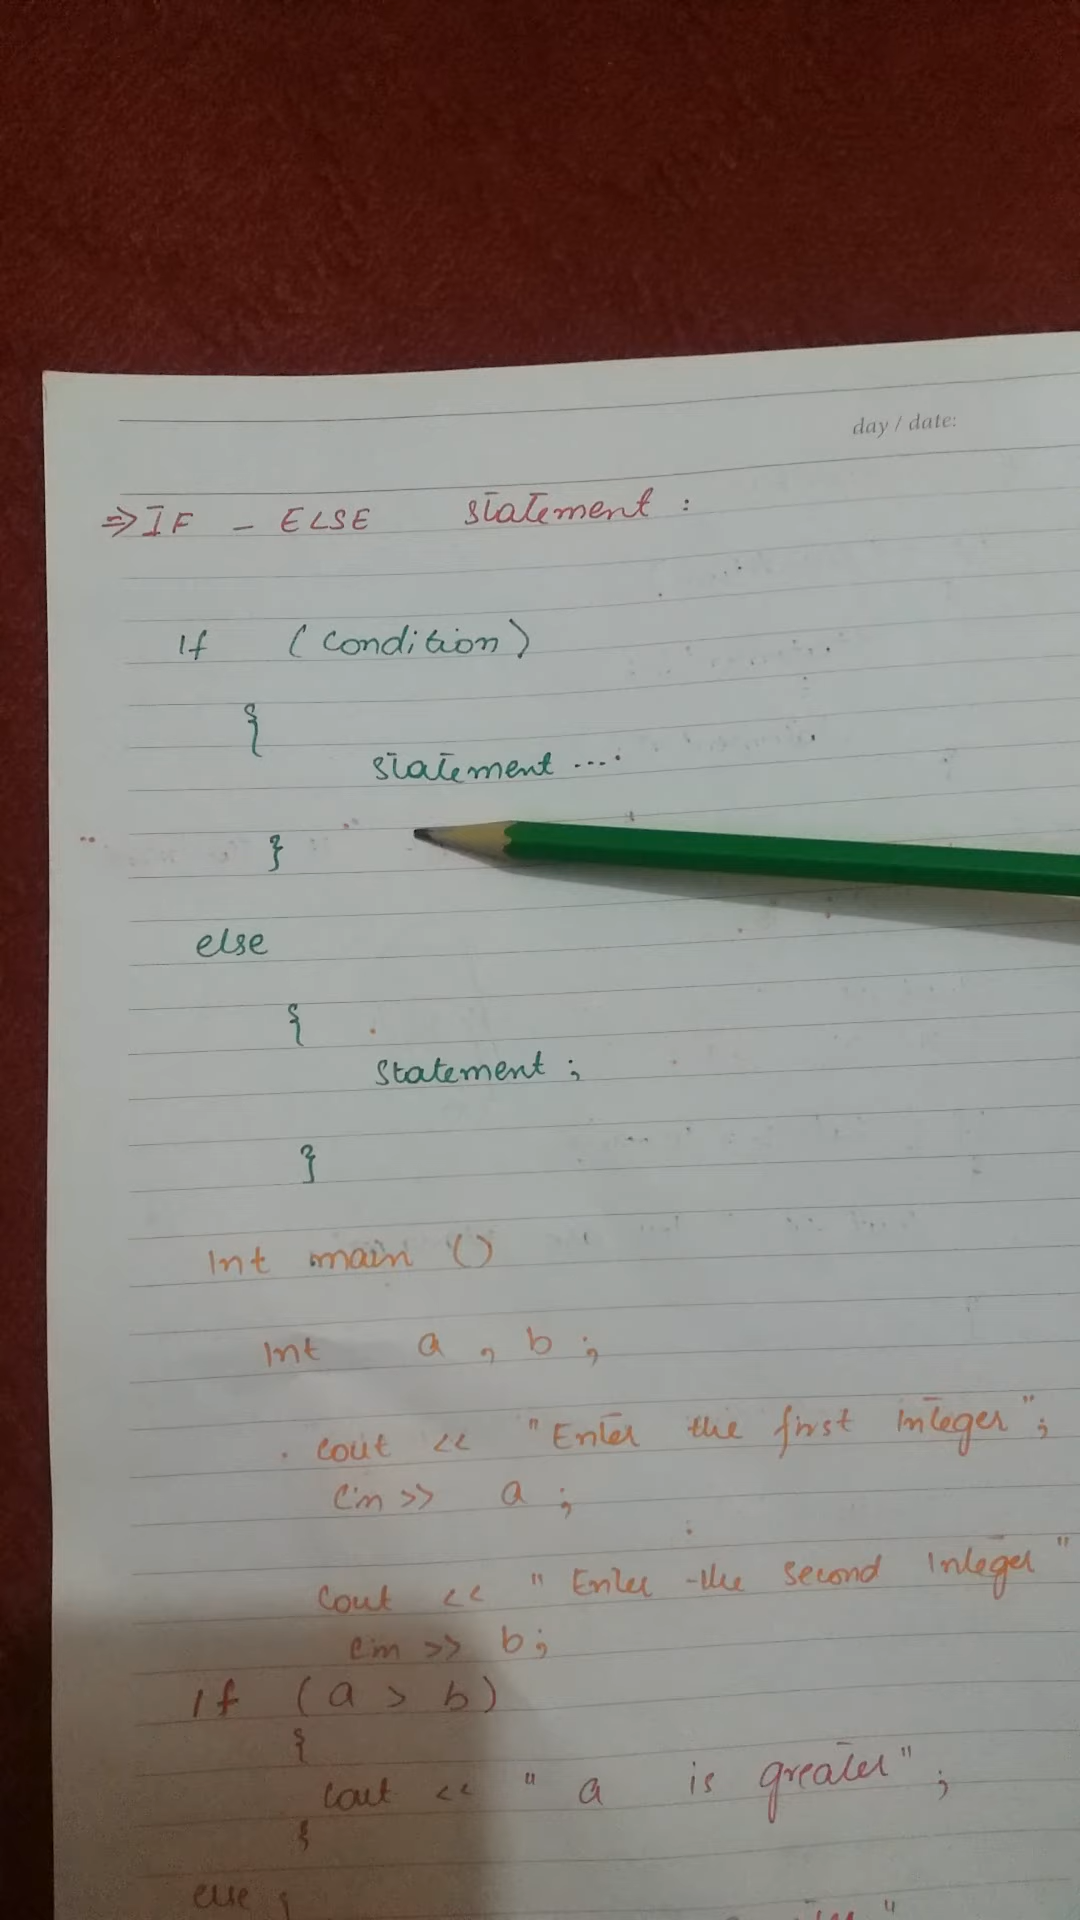 day / date:
⇒ IF - ELSE statement :
If (condition)
{
statement ....
}
else
{
statement ;
}
Int main ()
Int a , b ;
cout << "Enter the first Integer" ;
Cin >> a ;
Cout << " Enter the second Integer "
Cin >> b ;
If (a > b)
{
Cout << " a is greater" ;
}
else {